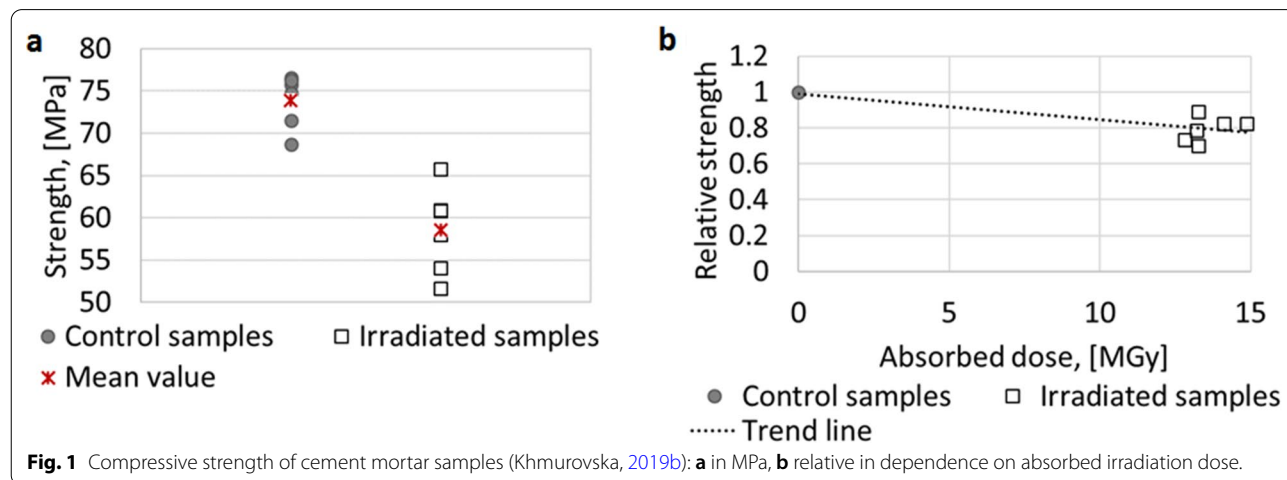 a
80
75
70
65
60
55
50
Strength, [MPa]
Control samples
Irradiated samples
Mean value
b
1.2
1
0.8
0.6
0.4
0.2
0
Relative strength
0 5 10 15
Absorbed dose, [MGy]
Control samples
Irradiated samples
Trend line
Fig. 1 Compressive strength of cement mortar samples (Khmurovska, 2019b): a in MPa, b relative in dependence on absorbed irradiation dose.